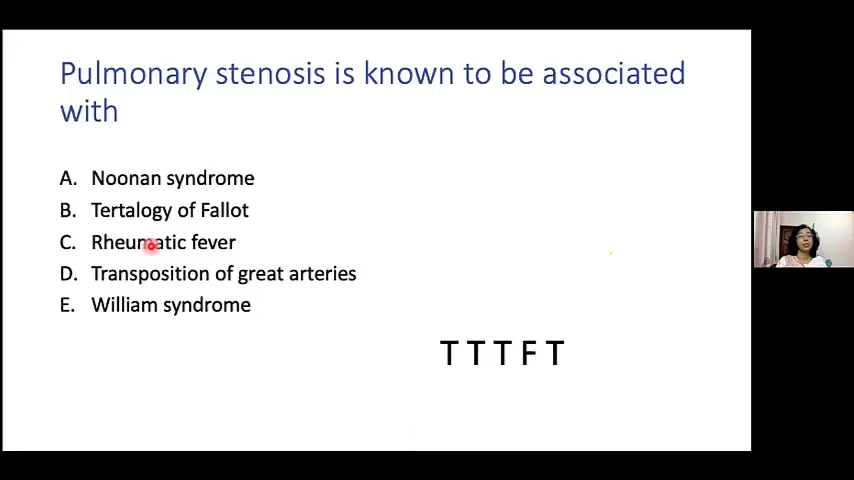 Pulmonary stenosis is known to be associated
with
A. Noonan syndrome
B. Tertalogy of Fallot
C. Rheumatic fever
D. Transposition of great arteries
E. William syndrome
T T T F T